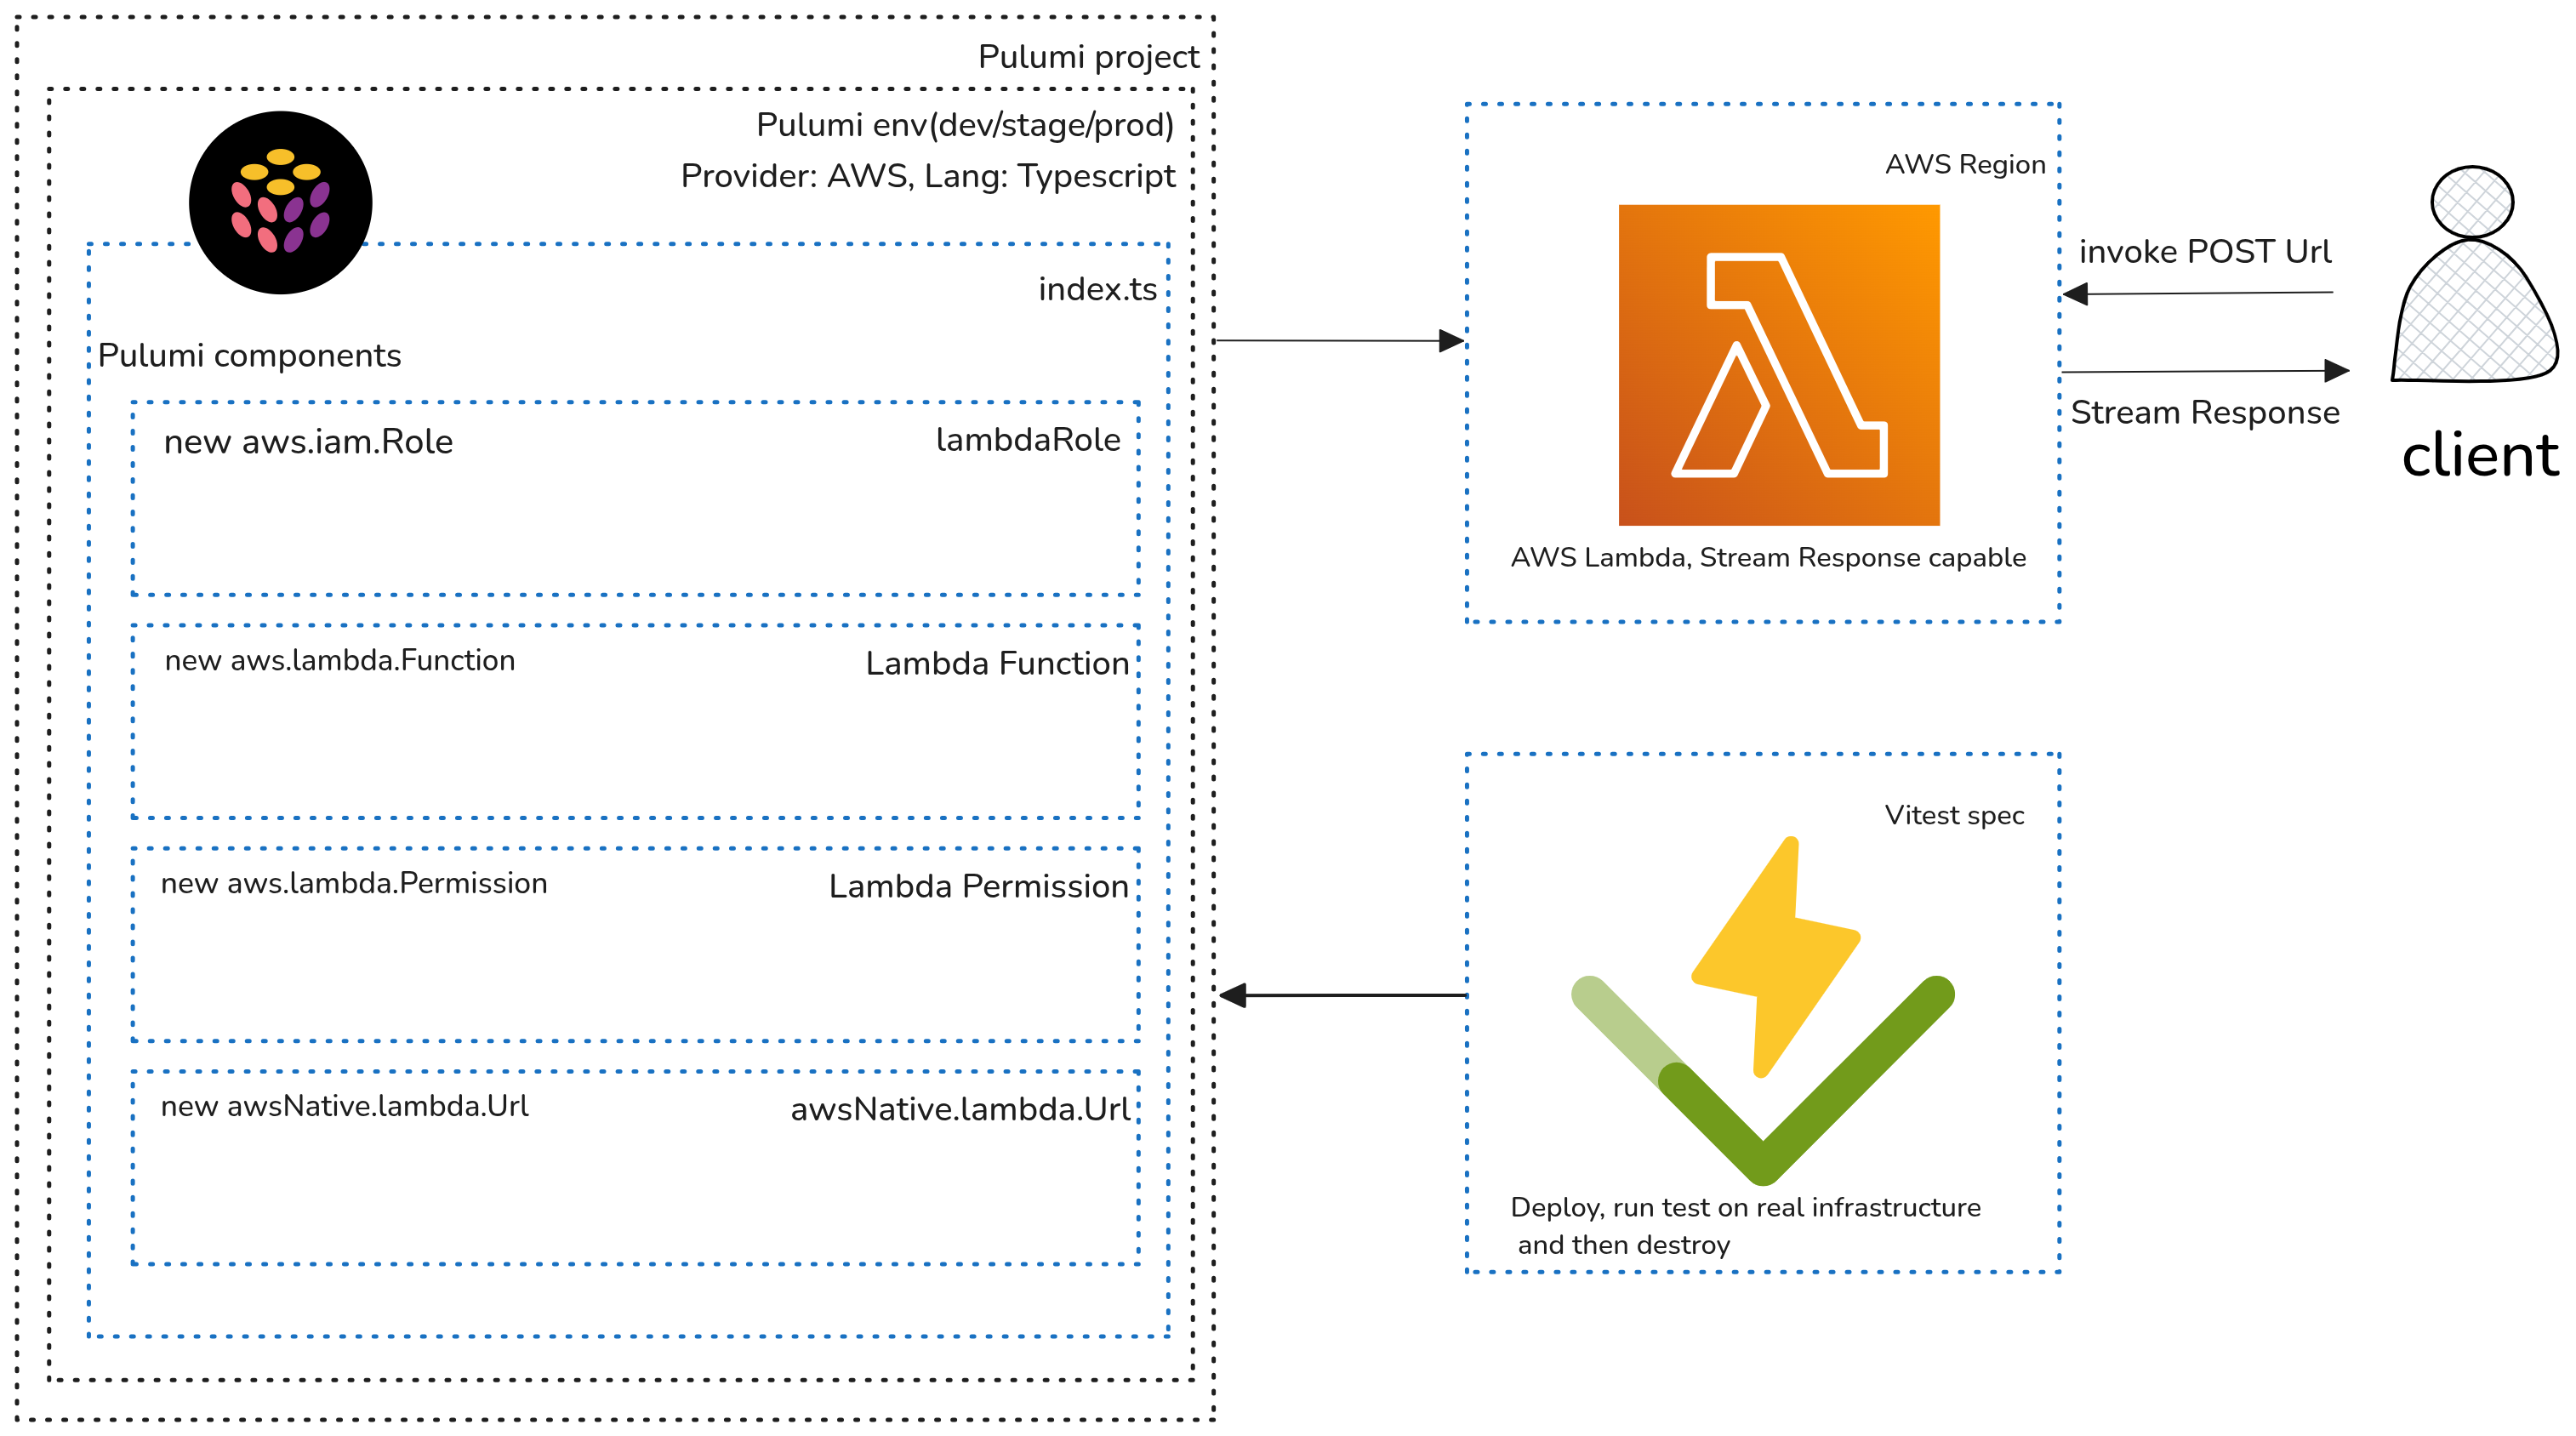 Pulumi project
Pulumi env(dev/stage/prod)
Provider: AWS, Lang: Typescript
index.ts
Pulumi components
new aws.iam.Role
lambdaRole
new aws.lambda.Function
Lambda Function
new aws.lambda.Permission
Lambda Permission
new awsNative.lambda.Url
awsNative.lambda.Url
AWS Region
AWS Lambda, Stream Response capable
invoke POST Url
Stream Response
client
Vitest spec
Deploy, run test on real infrastructure
and then destroy